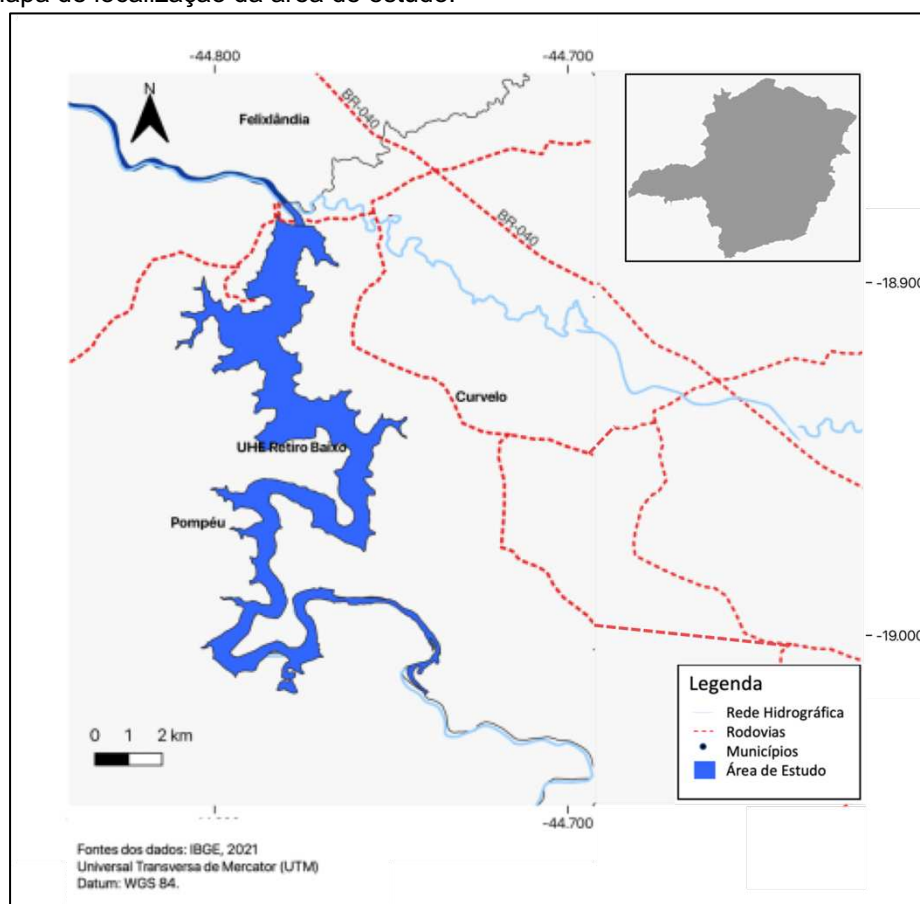 -44.800
-44.700
N
Felixlândia
BR-040
BR-040
-18.900
Curvelo
UHE Retiro Baixo
Pompéu
-19.000
Legenda
Rede Hidrográfica
Rodovias
Municípios
Área de Estudo
0 1 2 km
-44.700
Fontes dos dados: IBGE, 2021
Universal Transversa de Mercator (UTM)
Datum: WGS 84.